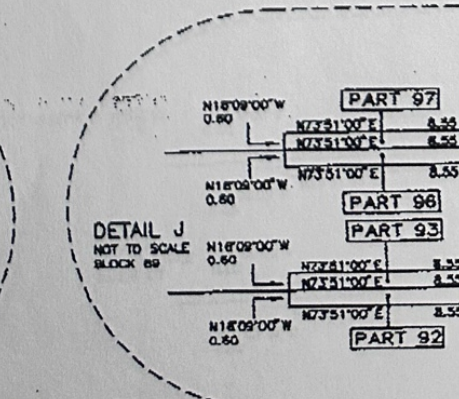 PART 97
N16°09'00"W
0.60
N73°51'00"E 8.55
N73°51'00"E 8.55
N73°51'00"E 8.55
N16°09'00"W
0.60
PART 96
PART 93
DETAIL J
NOT TO SCALE
BLOCK 69
N16°09'00"W
0.60
N73°51'00"E 8.55
N73°51'00"E 8.55
N73°51'00"E 8.55
N16°09'00"W
0.60
PART 92